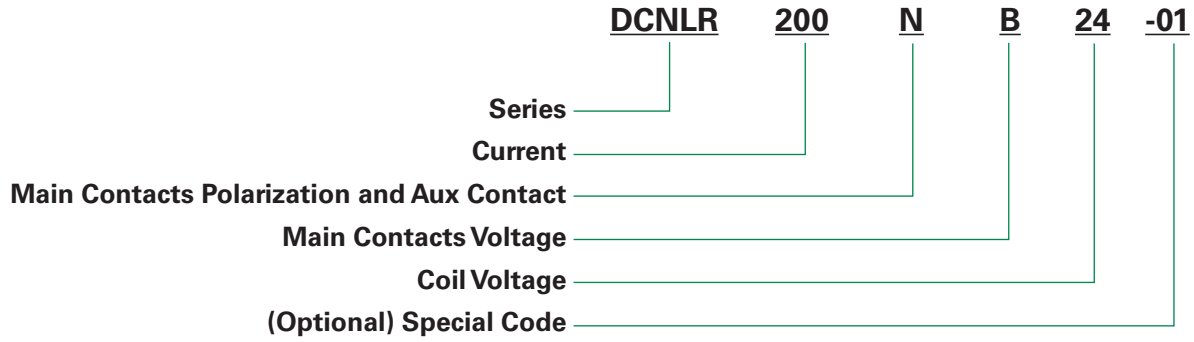 DCNLR 200 N B 24 -01
Series
Current
Main Contacts Polarization and Aux Contact
Main Contacts Voltage
Coil Voltage
(Optional) Special Code